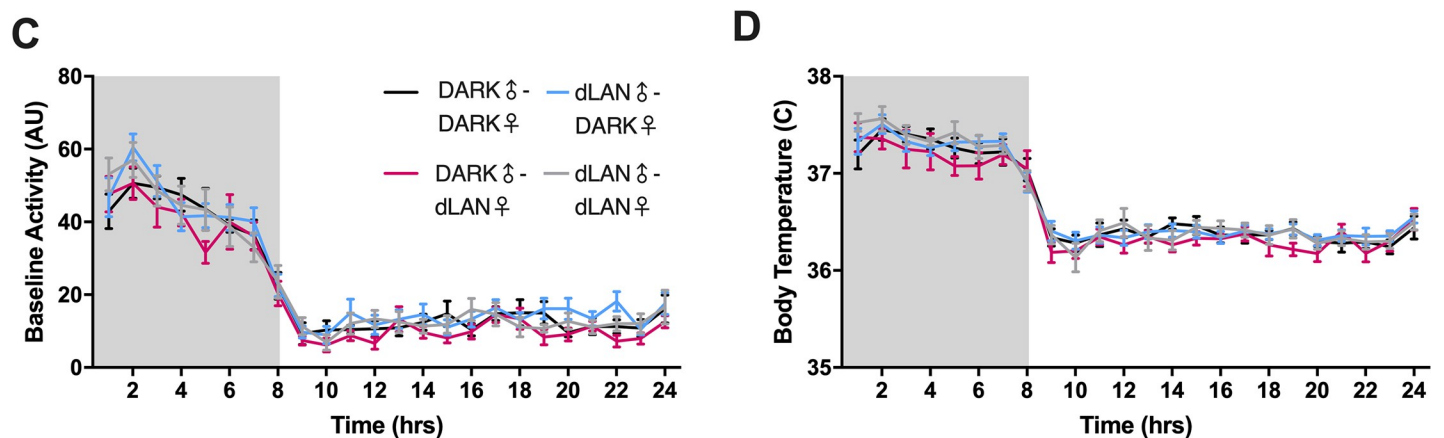 C
Baseline Activity (AU)
80
60
40
20
0
2 4 6 8 10 12 14 16 18 20 22 24
Time (hrs)
DARK♂-
DARK♀
dLAN♂-
DARK♀
DARK♂-
dLAN♀
dLAN♂-
dLAN♀
D
Body Temperature (C)
38
37
36
35
2 4 6 8 10 12 14 16 18 20 22 24
Time (hrs)